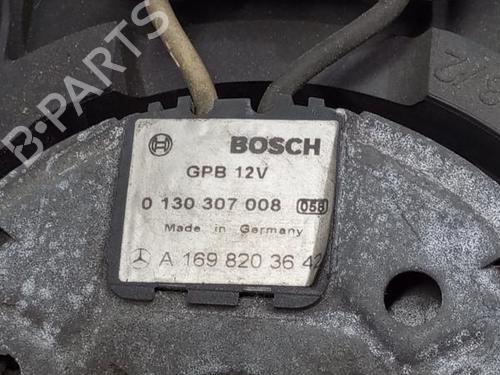 B-PARTS
BOSCH
GPB 12V
0 130 307 008 058
Made in Germany
A 169 820 36 42